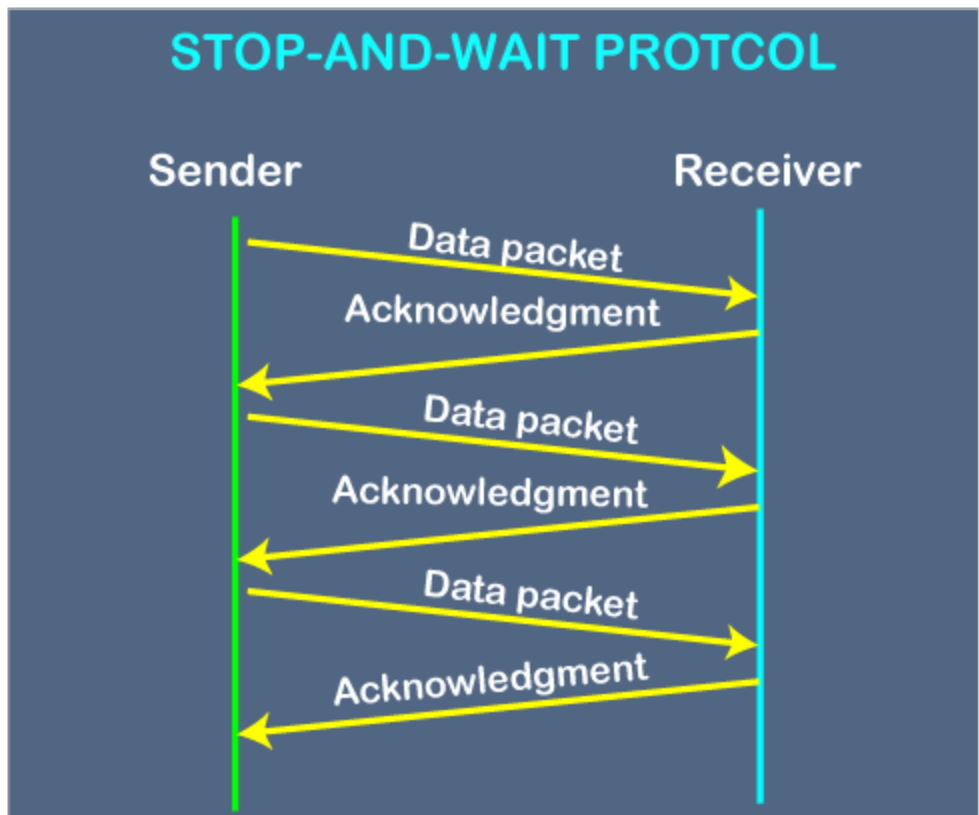 STOP-AND-WAIT PROTCOL
Sender
Receiver
Data packet
Acknowledgment
Data packet
Acknowledgment
Data packet
Acknowledgment